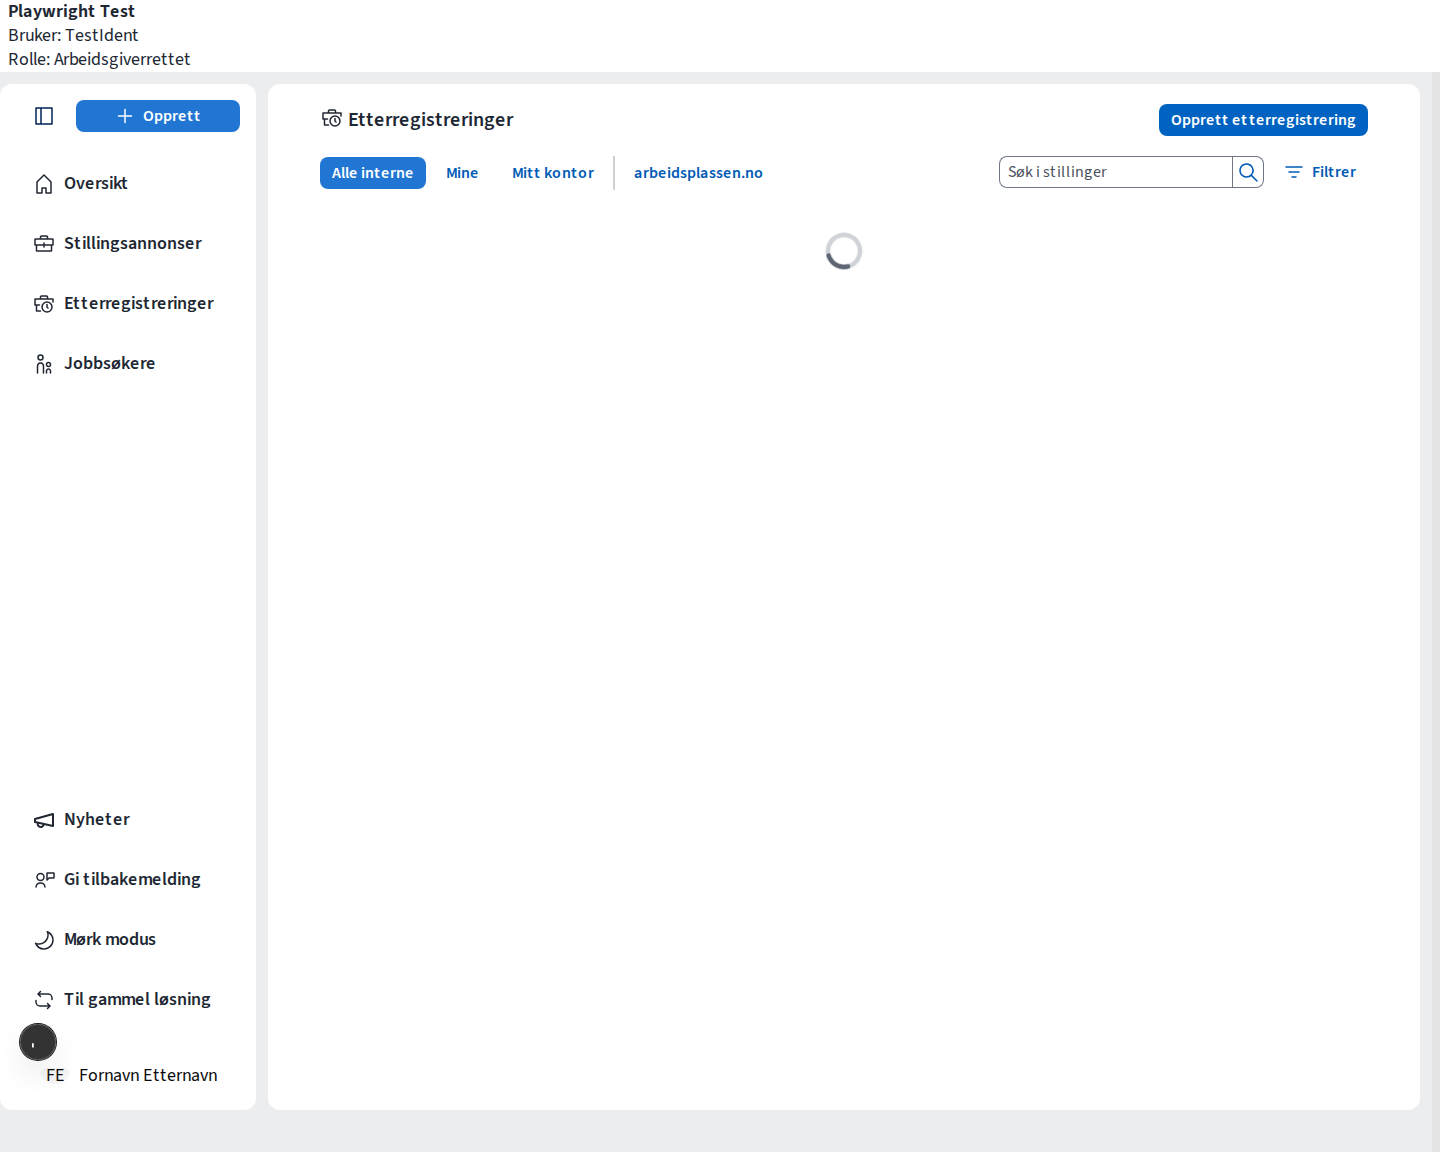 Playwright Test
Bruker: TestIdent
Rolle: Arbeidsgiverrettet
Opprett
Oversikt
Stillingsannonser
Etterregistreringer
Jobbsøkere
Nyheter
Gi tilbakemelding
Mørk modus
Til gammel løsning
FE Fornavn Etternavn
Etterregistreringer
Opprett etterregistrering
Alle interne Mine Mitt kontor arbeidsplassen.no
Søk i stillinger
Filtrer